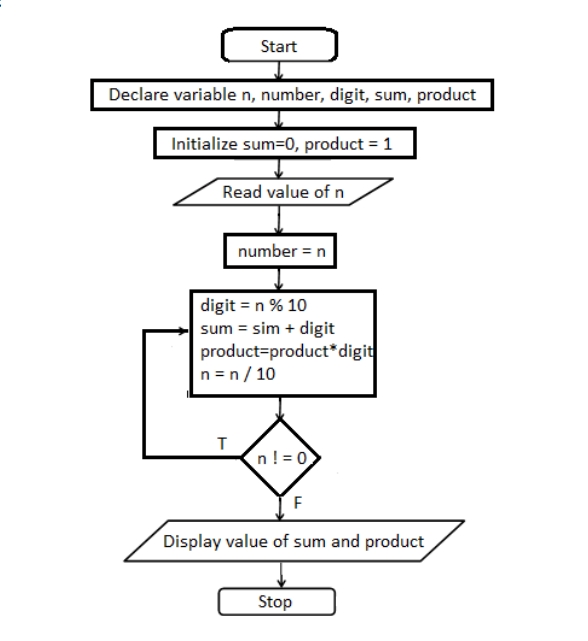 Start
Declare variable n, number, digit, sum, product
Initialize sum=0, product = 1
Read value of n
number = n
digit = n % 10
sum = sim + digit
product=product*digit
n = n / 10
T
n ! = 0
F
Display value of sum and product
Stop